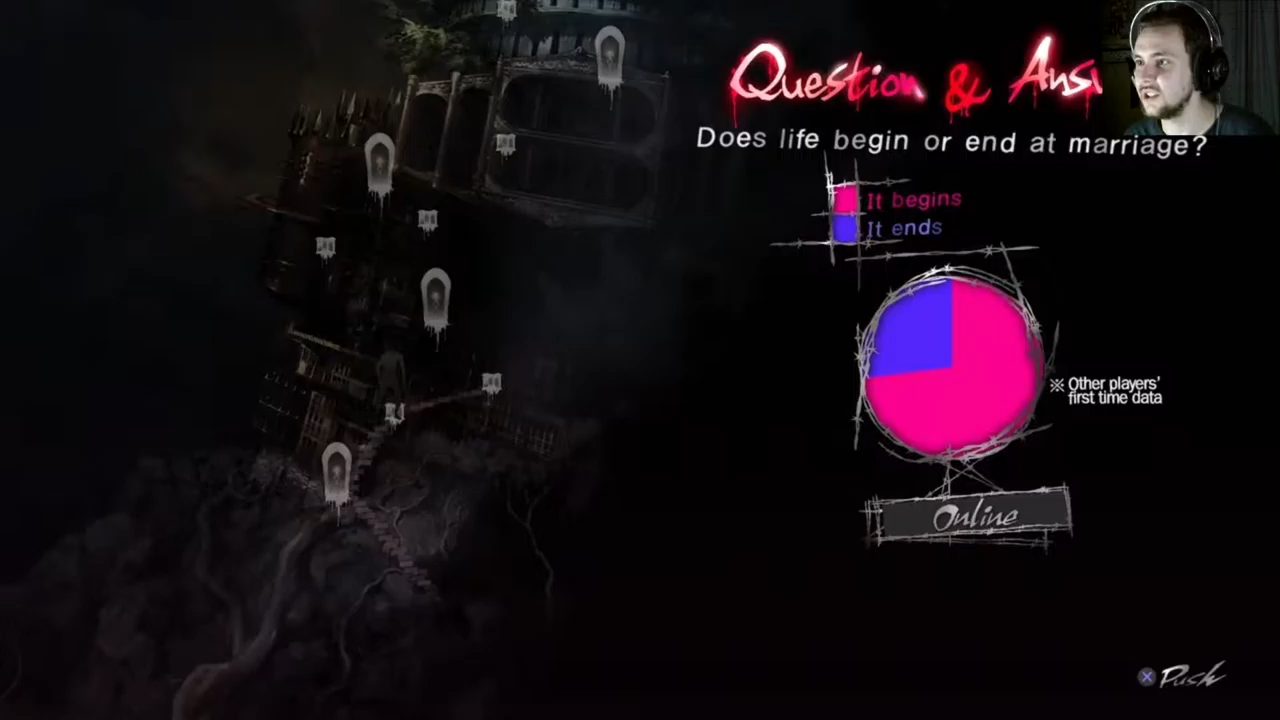 Question & Ans
Does life begin or end at marriage?
It begins
It ends
※ Other players'
first time data
Online
Push